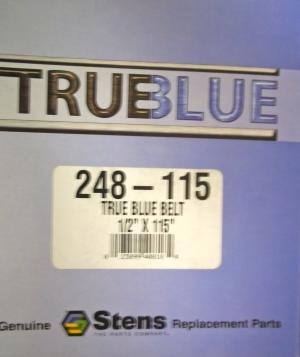 TRUEBLUE
248-115
TRUE BLUE BELT
1/2" X 115"
Genuine Stens Replacement Parts
THE PARTS COMPANY